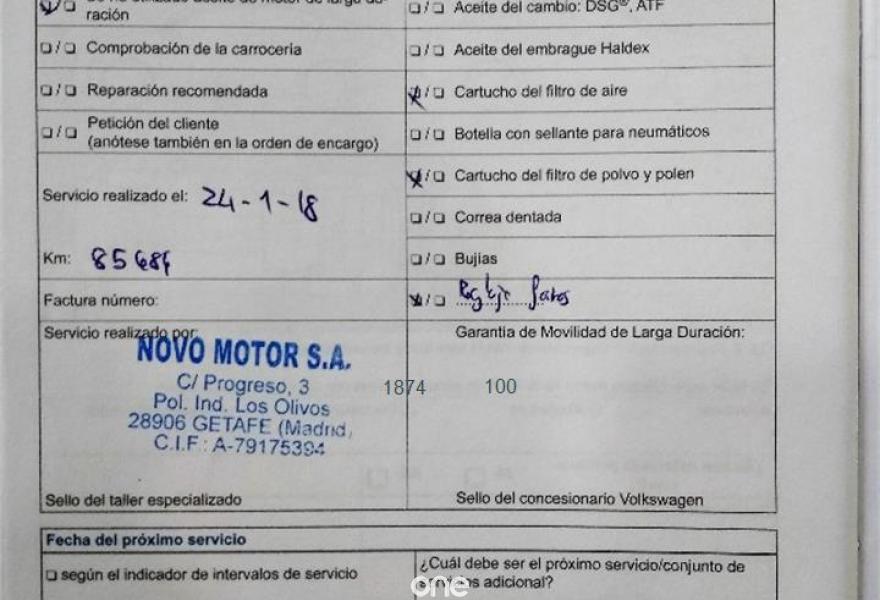 ración
☐/☐ Comprobación de la carroceria
☐/☐ Reparación recomendada
☐/☐ Petición del cliente
(anótese también en la orden de encargo)
Servicio realizado el: 24-1-18
Km:
Factura número:
Servicio realizado por:
NOVO MOTOR S.A.
C/ Progreso, 3
Pol. Ind. Los Olivos
28906 GETAFE (Madrid)
C.I.F.: A-79175394
Sello del taller especializado
☐/☐ Aceite del cambio: DSG®, ATF
☐/☐ Aceite del embrague Haldex
☒/☐ Cartucho del filtro de aire
☐/☐ Botella con sellante para neumáticos
☒/☐ Cartucho del filtro de polvo y polen
☐/☐ Correa dentada
☐/☐ Bujías
☒/☐
Garantía de Movilidad de Larga Duración:
1874 100
Sello del concesionario Volkswagen
Fecha del próximo servicio
☐ según el indicador de intervalos de servicio
¿Cuál debe ser el próximo servicio/conjunto de
servicios adicional?
one